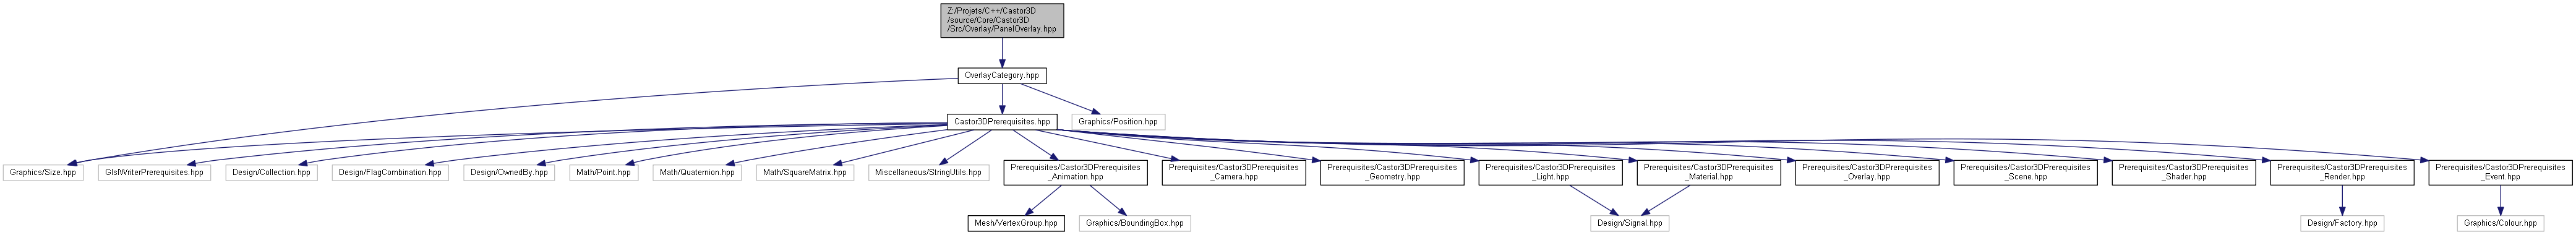 Z:/Projets/C++/Castor3D
/source/Core/Castor3D
/Src/Overlay/PanelOverlay.hpp
OverlayCategory.hpp
Castor3DPrerequisites.hpp
Graphics/Position.hpp
Graphics/Size.hpp
GlslWriterPrerequisites.hpp
Design/Collection.hpp
Design/FlagCombination.hpp
Design/OwnedBy.hpp
Math/Point.hpp
Math/Quaternion.hpp
Math/SquareMatrix.hpp
Miscellaneous/StringUtils.hpp
Prerequisites/Castor3DPrerequisites
_Animation.hpp
Prerequisites/Castor3DPrerequisites
_Camera.hpp
Prerequisites/Castor3DPrerequisites
_Geometry.hpp
Prerequisites/Castor3DPrerequisites
_Light.hpp
Prerequisites/Castor3DPrerequisites
_Material.hpp
Prerequisites/Castor3DPrerequisites
_Overlay.hpp
Prerequisites/Castor3DPrerequisites
_Scene.hpp
Prerequisites/Castor3DPrerequisites
_Shader.hpp
Prerequisites/Castor3DPrerequisites
_Render.hpp
Prerequisites/Castor3DPrerequisites
_Event.hpp
Mesh/VertexGroup.hpp
Graphics/BoundingBox.hpp
Design/Signal.hpp
Design/Factory.hpp
Graphics/Colour.hpp